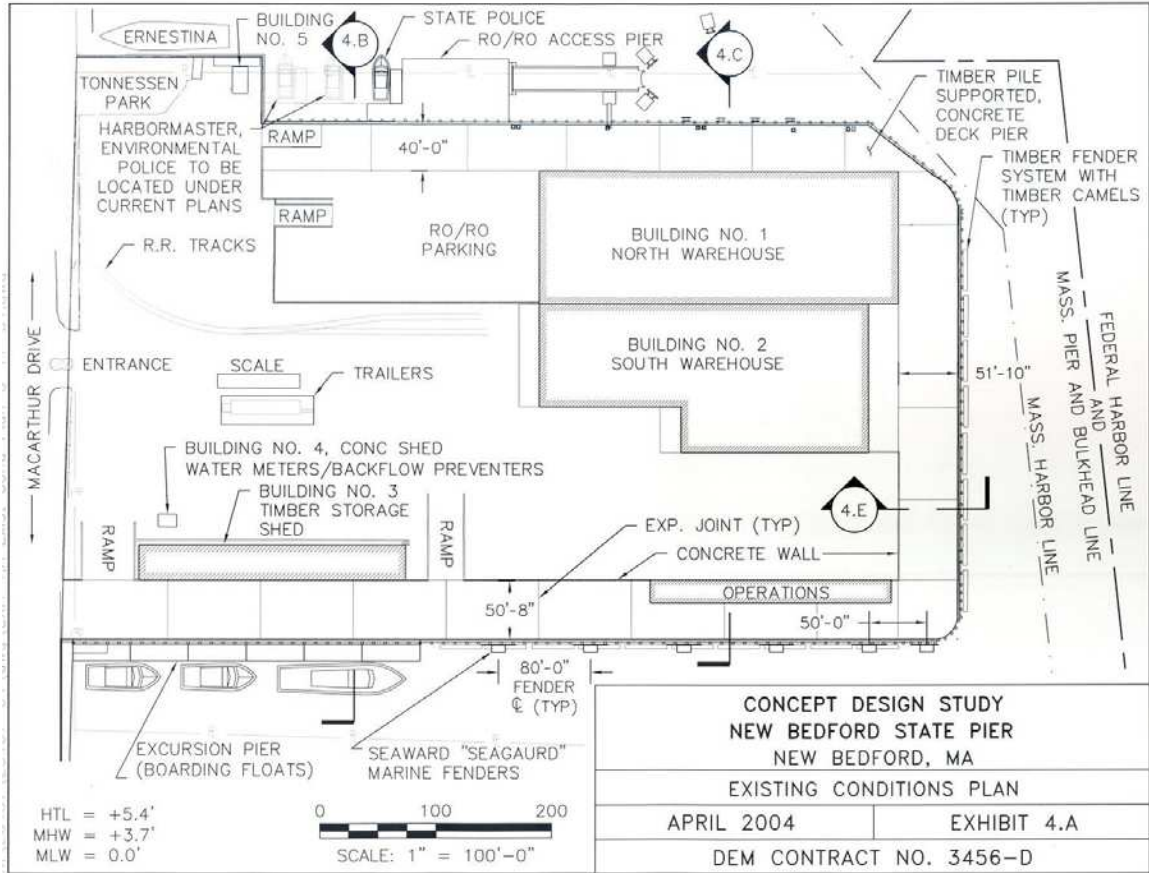 ERNESTINA
BUILDING
NO. 5
4.B
STATE POLICE
RO/RO ACCESS PIER
4.C
TONNESSEN
PARK
HARBORMASTER,
ENVIRONMENTAL
POLICE TO BE
LOCATED UNDER
CURRENT PLANS
RAMP
40'-0"
TIMBER PILE
SUPPORTED,
CONCRETE
DECK PIER
TIMBER FENDER
SYSTEM WITH
TIMBER CAMELS
(TYP)
RAMP
R.R. TRACKS
RO/RO
PARKING
BUILDING NO. 1
NORTH WAREHOUSE
BUILDING NO. 2
SOUTH WAREHOUSE
51'-10"
FEDERAL HARBOR LINE
AND
MASS. PIER AND BULKHEAD LINE
MASS. HARBOR LINE
MACARTHUR DRIVE
ENTRANCE
SCALE
TRAILERS
BUILDING NO. 4, CONC SHED
WATER METERS/BACKFLOW PREVENTERS
BUILDING NO. 3
TIMBER STORAGE
SHED
RAMP
RAMP
4.E
EXP. JOINT (TYP)
CONCRETE WALL
OPERATIONS
50'-8"
50'-0"
80'-0"
FENDER
℄ (TYP)
EXCURSION PIER
(BOARDING FLOATS)
SEAWARD "SEAGAURD"
MARINE FENDERS
HTL = +5.4'
MHW = +3.7'
MLW = 0.0'
0 100 200
SCALE: 1" = 100'-0"
CONCEPT DESIGN STUDY
NEW BEDFORD STATE PIER
NEW BEDFORD, MA
EXISTING CONDITIONS PLAN
APRIL 2004
EXHIBIT 4.A
DEM CONTRACT NO. 3456-D